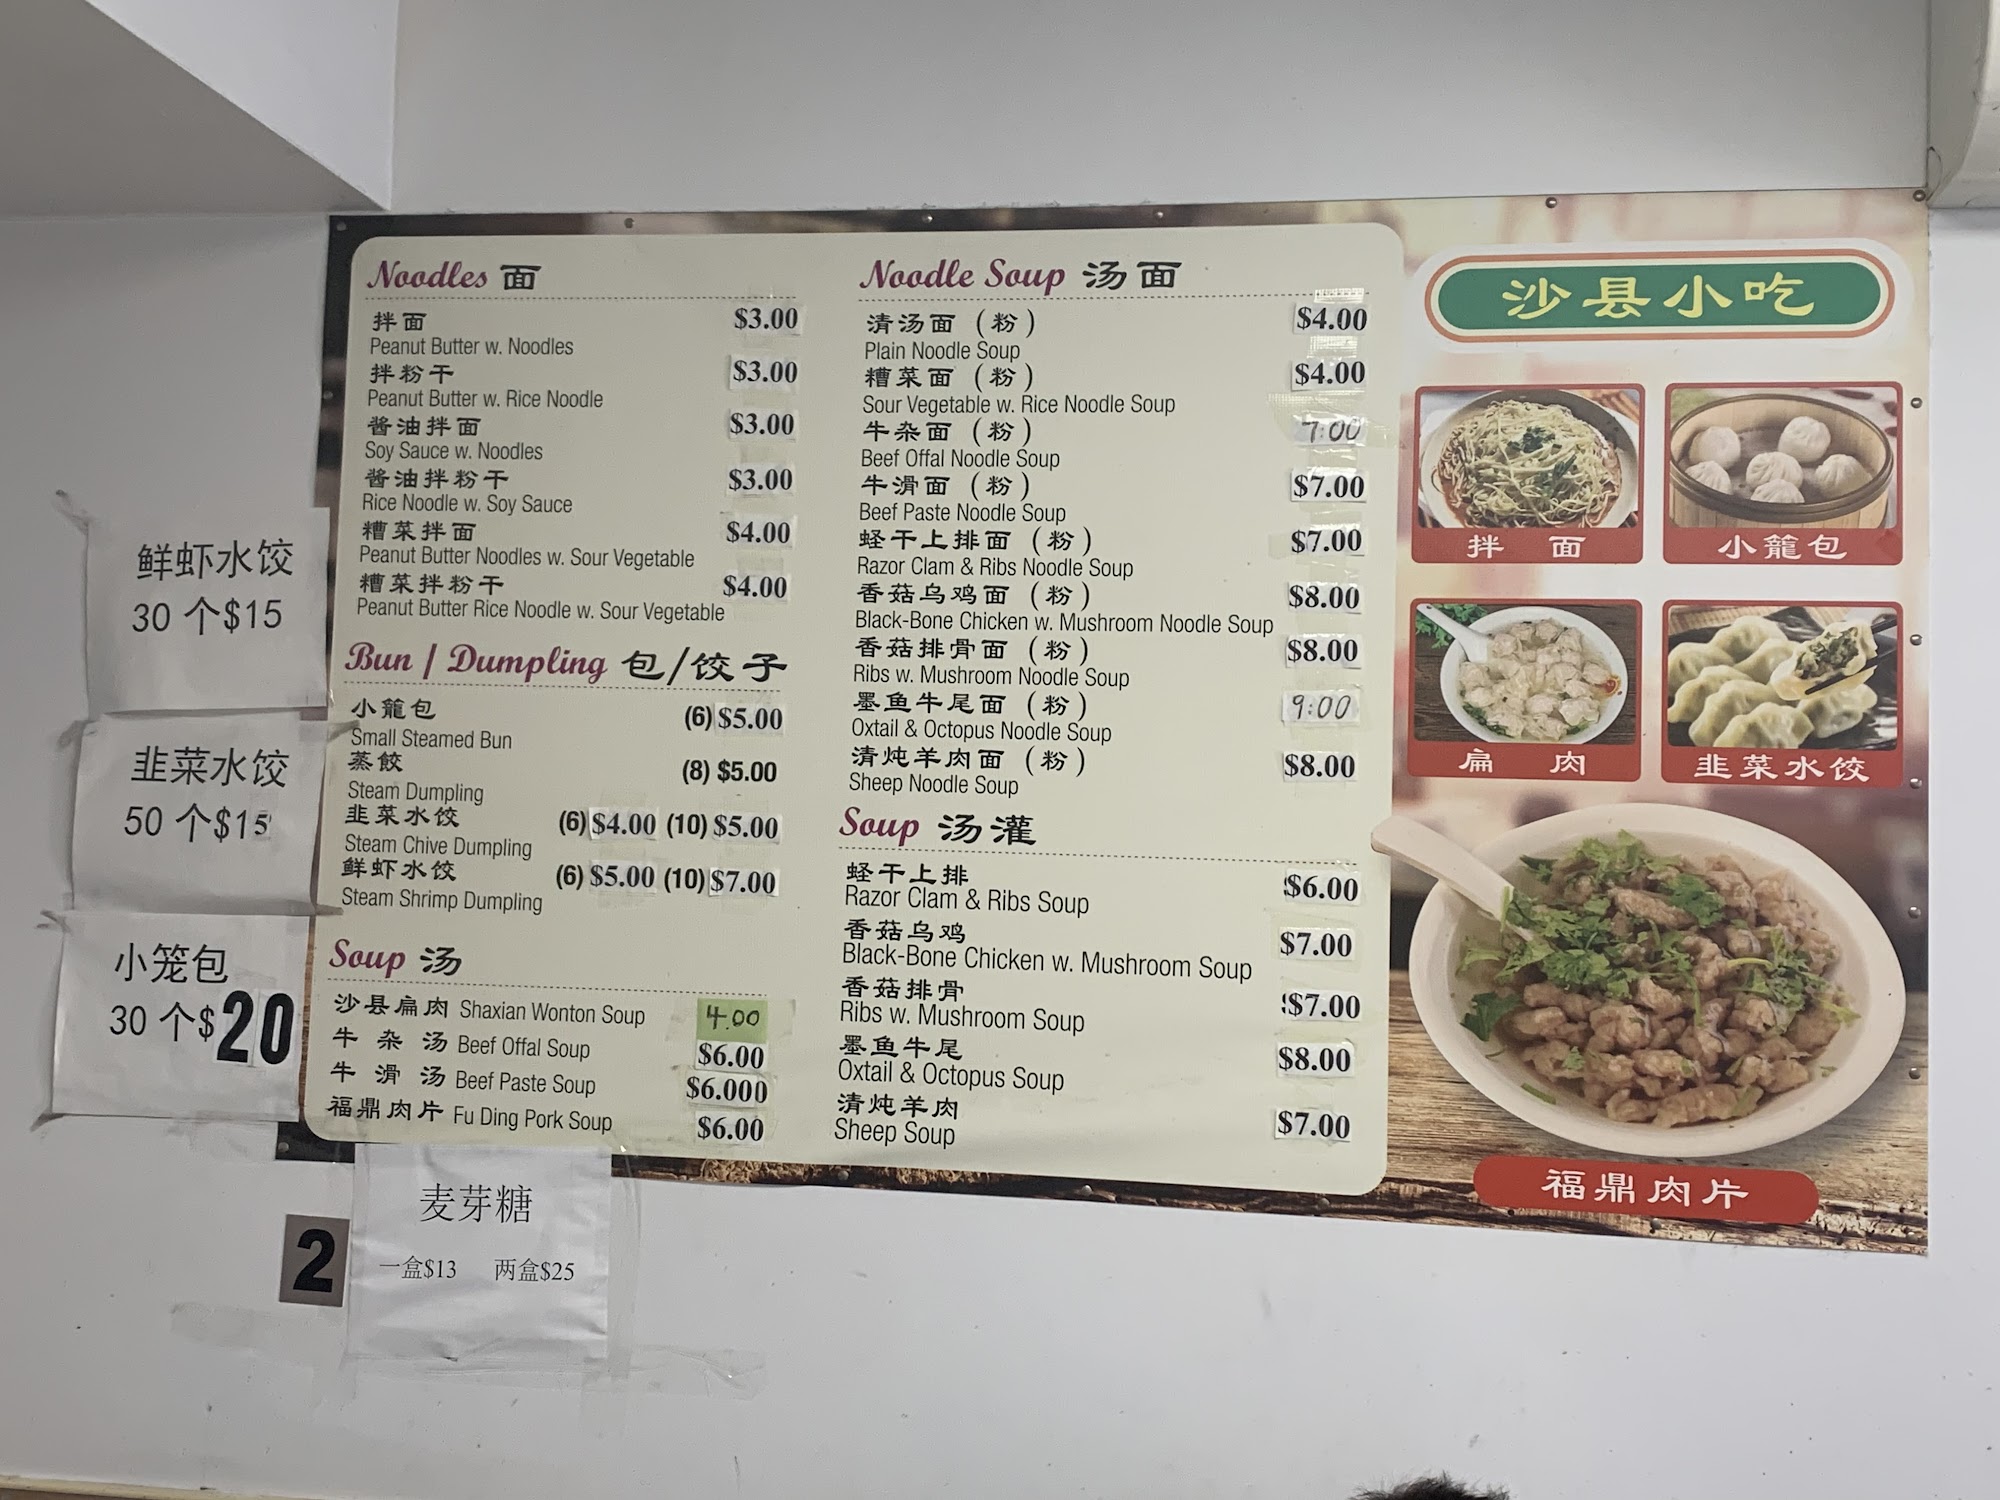 Noodles 面
拌面 $3.00
Peanut Butter w. Noodles
拌粉干 $3.00
Peanut Butter w. Rice Noodle
酱油拌面 $3.00
Soy Sauce w. Noodles
酱油拌粉干 $3.00
Rice Noodle w. Soy Sauce
糟菜拌面 $4.00
Peanut Butter Noodles w. Sour Vegetable
糟菜拌粉干 $4.00
Peanut Butter Rice Noodle w. Sour Vegetable
Bun / Dumpling 包/饺子
小籠包 (6) $5.00
Small Steamed Bun
蒸餃 (8) $5.00
Steam Dumpling
韭菜水饺 (6) $4.00 (10) $5.00
Steam Chive Dumpling
鲜虾水饺 (6) $5.00 (10) $7.00
Steam Shrimp Dumpling
Soup 汤
沙县扁肉 Shaxian Wonton Soup 4.00
牛杂汤 Beef Offal Soup $6.00
牛滑汤 Beef Paste Soup $6.000
福鼎肉片 Fu Ding Pork Soup $6.00
Noodle Soup 汤面
清汤面（粉） $4.00
Plain Noodle Soup
糟菜面（粉） $4.00
Sour Vegetable w. Rice Noodle Soup
牛杂面（粉） 7:00
Beef Offal Noodle Soup
牛滑面（粉） $7.00
Beef Paste Noodle Soup
蛏干上排面（粉） $7.00
Razor Clam & Ribs Noodle Soup
香菇乌鸡面（粉） $8.00
Black-Bone Chicken w. Mushroom Noodle Soup
香菇排骨面（粉） $8.00
Ribs w. Mushroom Noodle Soup
墨鱼牛尾面（粉） 9:00
Oxtail & Octopus Noodle Soup
清炖羊肉面（粉） $8.00
Sheep Noodle Soup
Soup 汤灌
蛏干上排 $6.00
Razor Clam & Ribs Soup
香菇乌鸡 $7.00
Black-Bone Chicken w. Mushroom Soup
香菇排骨 $7.00
Ribs w. Mushroom Soup
墨鱼牛尾 $8.00
Oxtail & Octopus Soup
清炖羊肉 $7.00
Sheep Soup
沙县小吃
拌面
小籠包
扁肉
韭菜水饺
福鼎肉片
鲜虾水饺
30 个$15
韭菜水饺
50 个$15
小笼包
30 个$20
2
麦芽糖
一盒$13 两盒$25